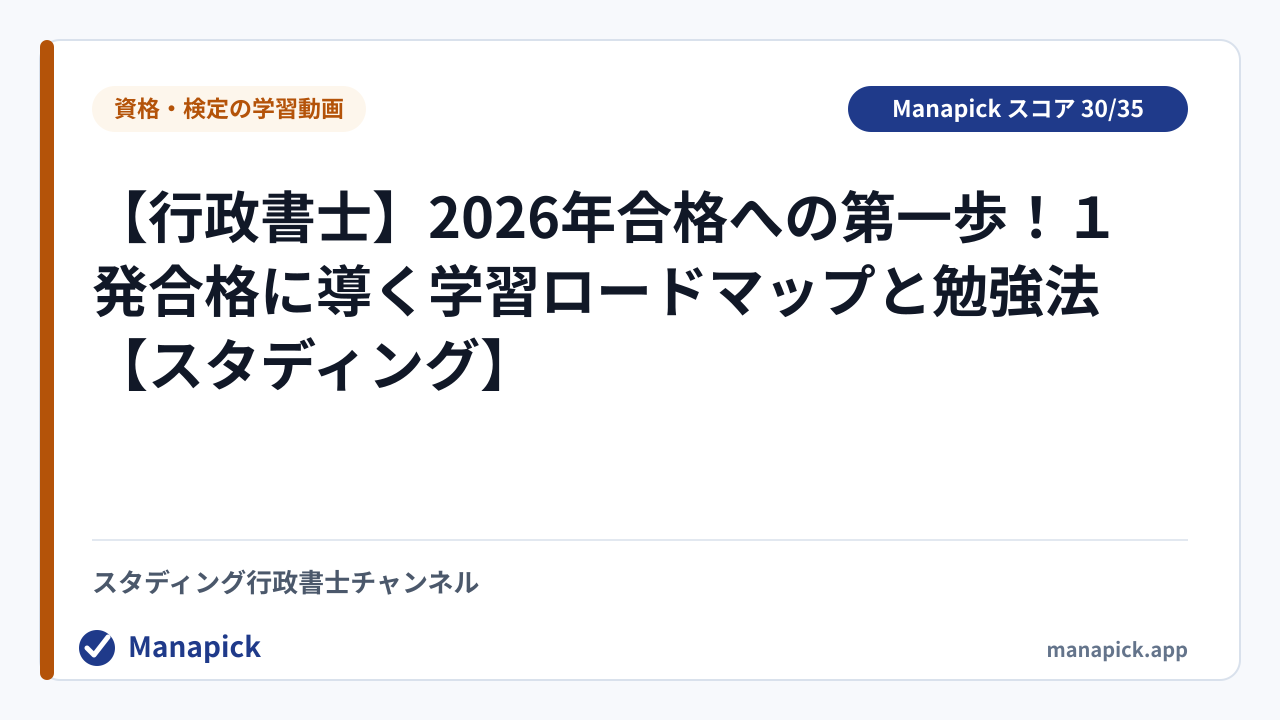 資格・検定の学習動画
Manapick スコア 30/35
【行政書士】2026年合格への第一歩！１
発合格に導く学習ロードマップと勉強法
【スタディング】
スタディング行政書士チャンネル
Manapick
manapick.app